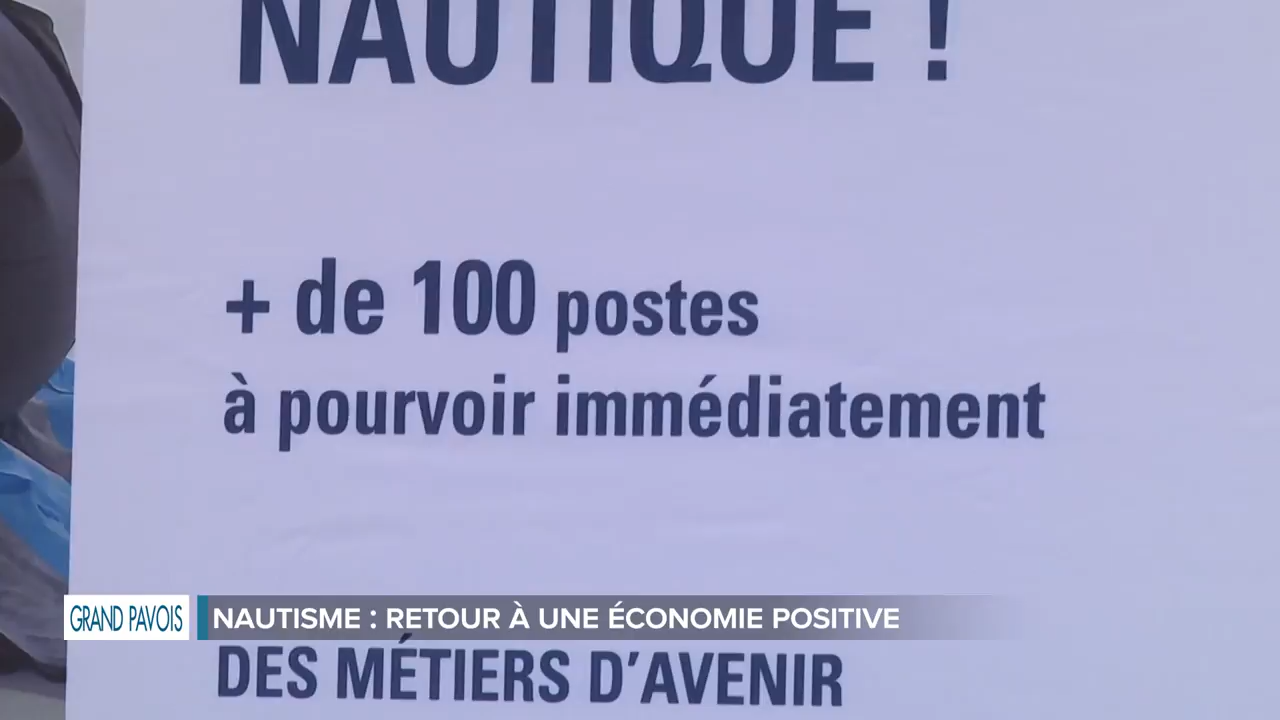 NAUTIQUE !
+ de 100 postes
à pourvoir immédiatement
GRAND PAVOIS
NAUTISME : RETOUR À UNE ÉCONOMIE POSITIVE
DES MÉTIERS D'AVENIR